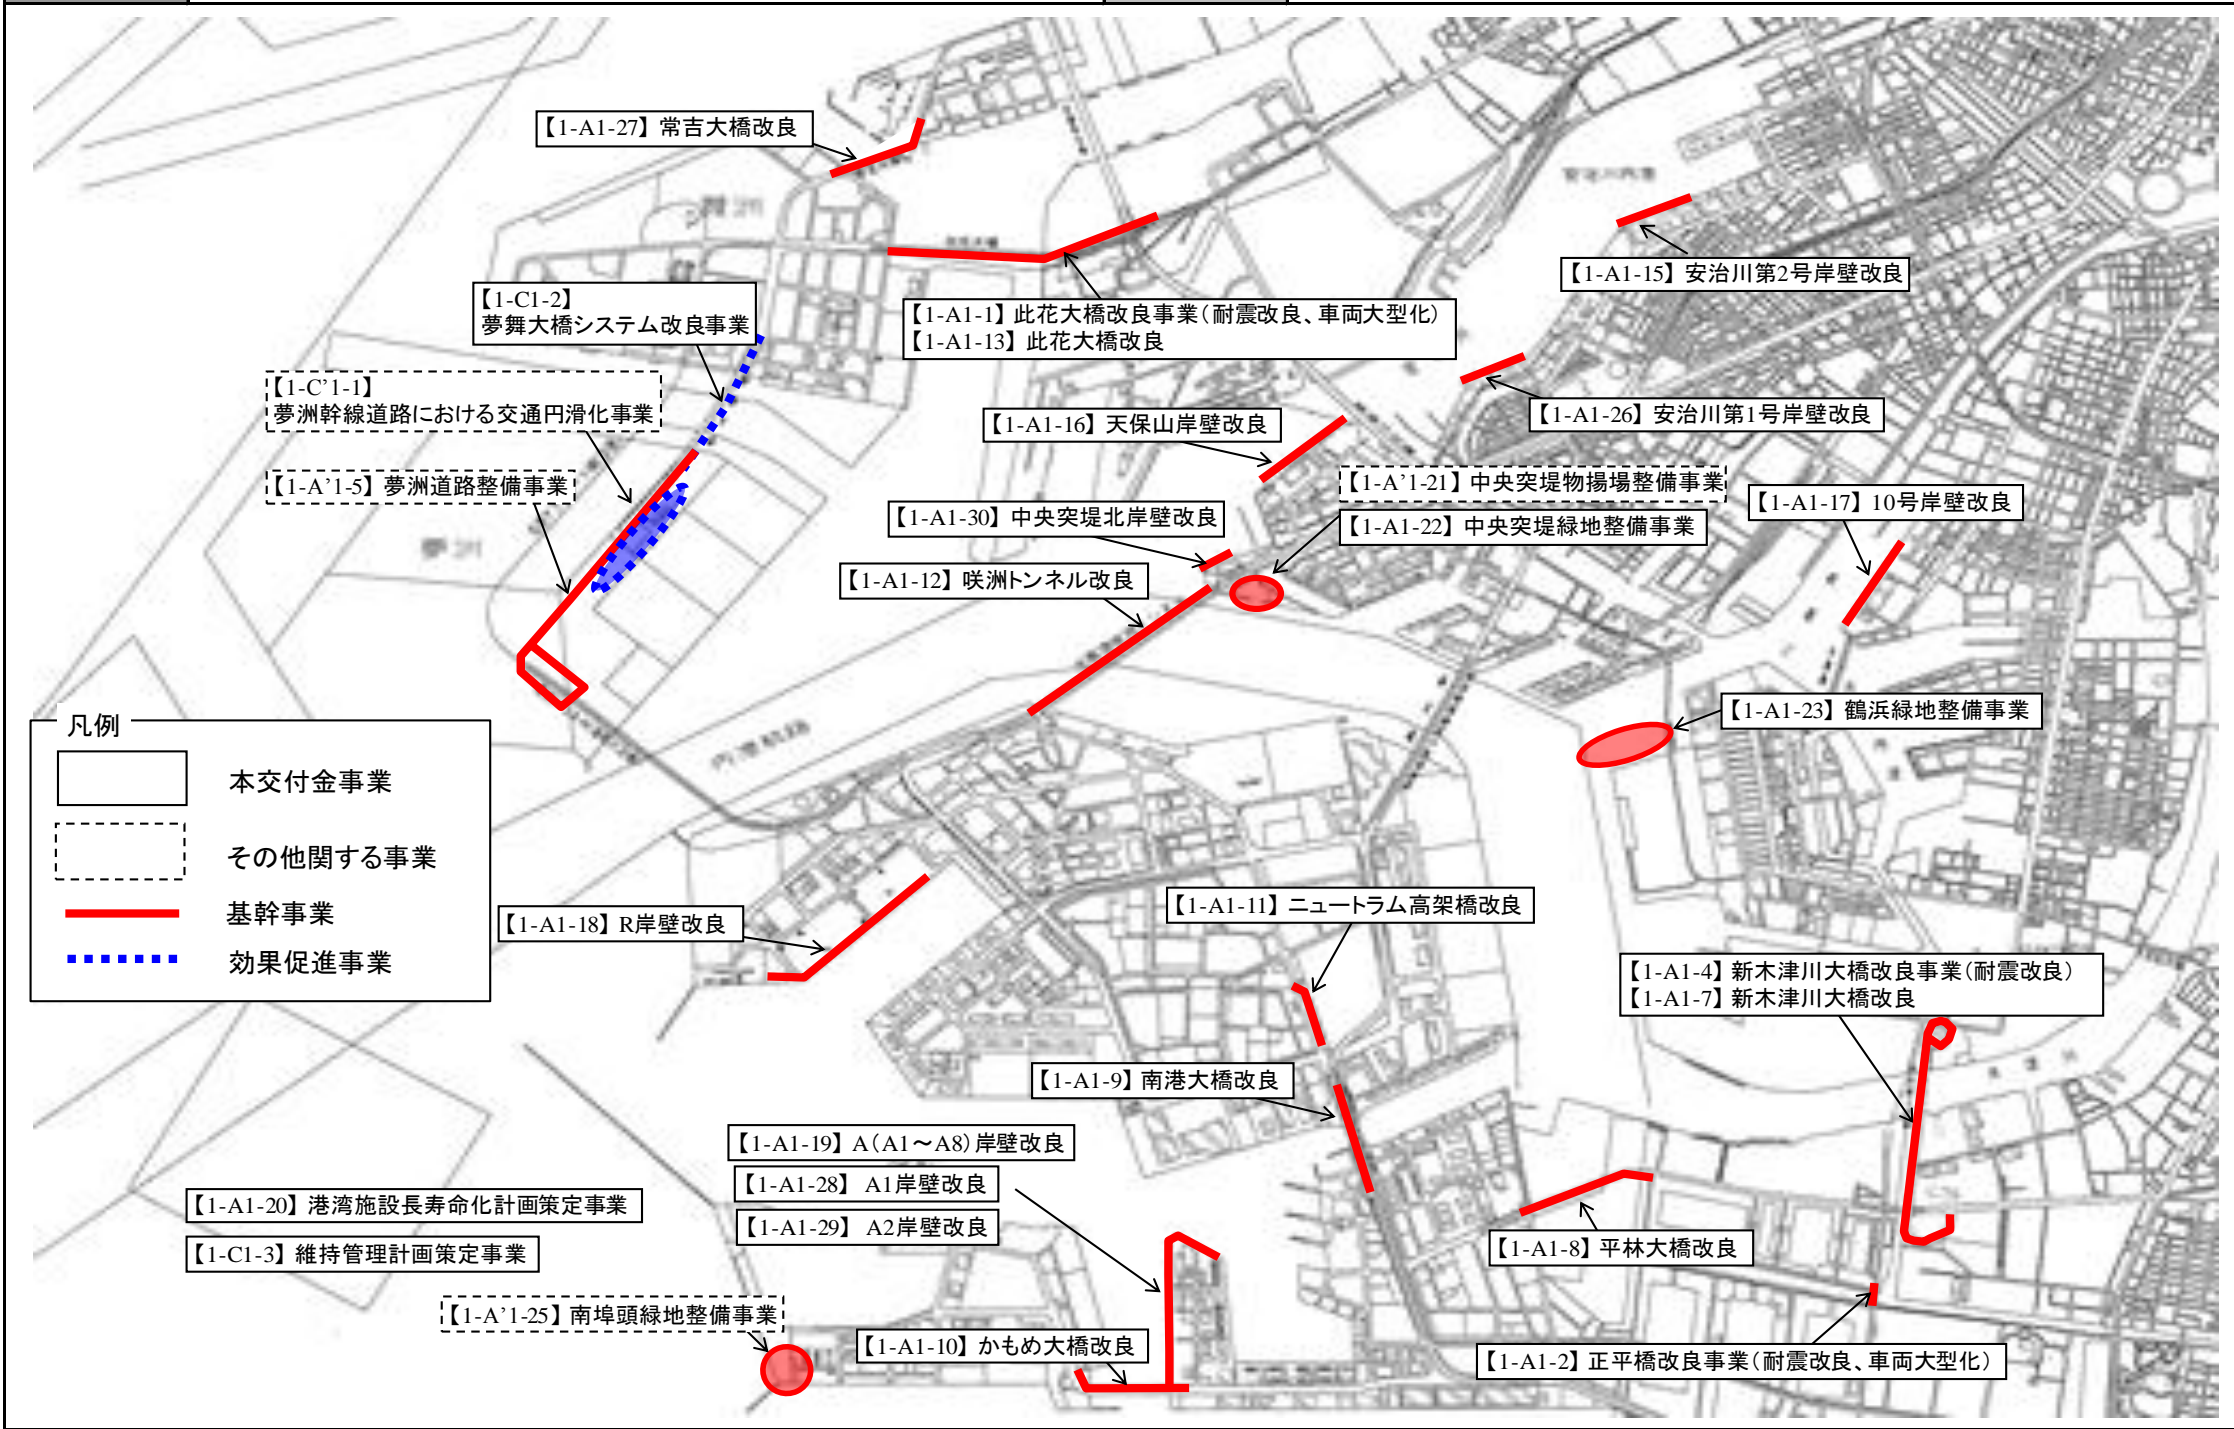 【1-A1-27】 常吉大橋改良
安治川内港
舞洲
【1-A1-15】 安治川第2号岸壁改良
【1-C1-2】
夢舞大橋システム改良事業
【1-A1-1】 此花大橋改良事業（耐震改良、車両大型化）
【1-A1-13】 此花大橋改良
【1-C’1-1】
夢洲幹線道路における交通円滑化事業
【1-A1-26】 安治川第1号岸壁改良
【1-A1-16】 天保山岸壁改良
【1-A’1-5】 夢洲道路整備事業
【1-A’1-21】 中央突堤物揚場整備事業
【1-A1-17】 10号岸壁改良
【1-A1-30】 中央突堤北岸壁改良
【1-A1-22】 中央突堤緑地整備事業
夢洲
【1-A1-12】 咲洲トンネル改良
【1-A1-23】 鶴浜緑地整備事業
内港航路
凡例
本交付金事業
その他関する事業
基幹事業
効果促進事業
【1-A1-18】 R岸壁改良
【1-A1-11】 ニュートラム高架橋改良
【1-A1-4】 新木津川大橋改良事業（耐震改良）
【1-A1-7】 新木津川大橋改良
【1-A1-9】 南港大橋改良
【1-A1-19】 A（A1～A8）岸壁改良
【1-A1-28】 A1岸壁改良
【1-A1-29】 A2岸壁改良
【1-A1-20】 港湾施設長寿命化計画策定事業
【1-C1-3】 維持管理計画策定事業
【1-A1-8】 平林大橋改良
【1-A’1-25】 南埠頭緑地整備事業
【1-A1-10】 かもめ大橋改良
【1-A1-2】 正平橋改良事業（耐震改良、車両大型化）